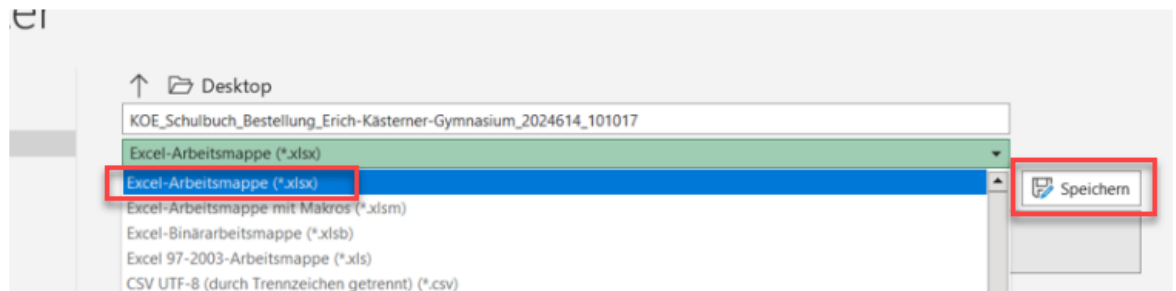 Desktop
KOE_Schulbuch_Bestellung_Erich-Kästerner-Gymnasium_2024614_101017
Excel-Arbeitsmappe (*.xlsx)
Excel-Arbeitsmappe (*.xlsx)
Speichern
Excel-Arbeitsmappe mit Makros (*.xlsm)
Excel-Binärarbeitsmappe (*.xlsb)
Excel 97-2003-Arbeitsmappe (*.xls)
CSV UTF-8 (durch Trennzeichen getrennt) (*.csv)